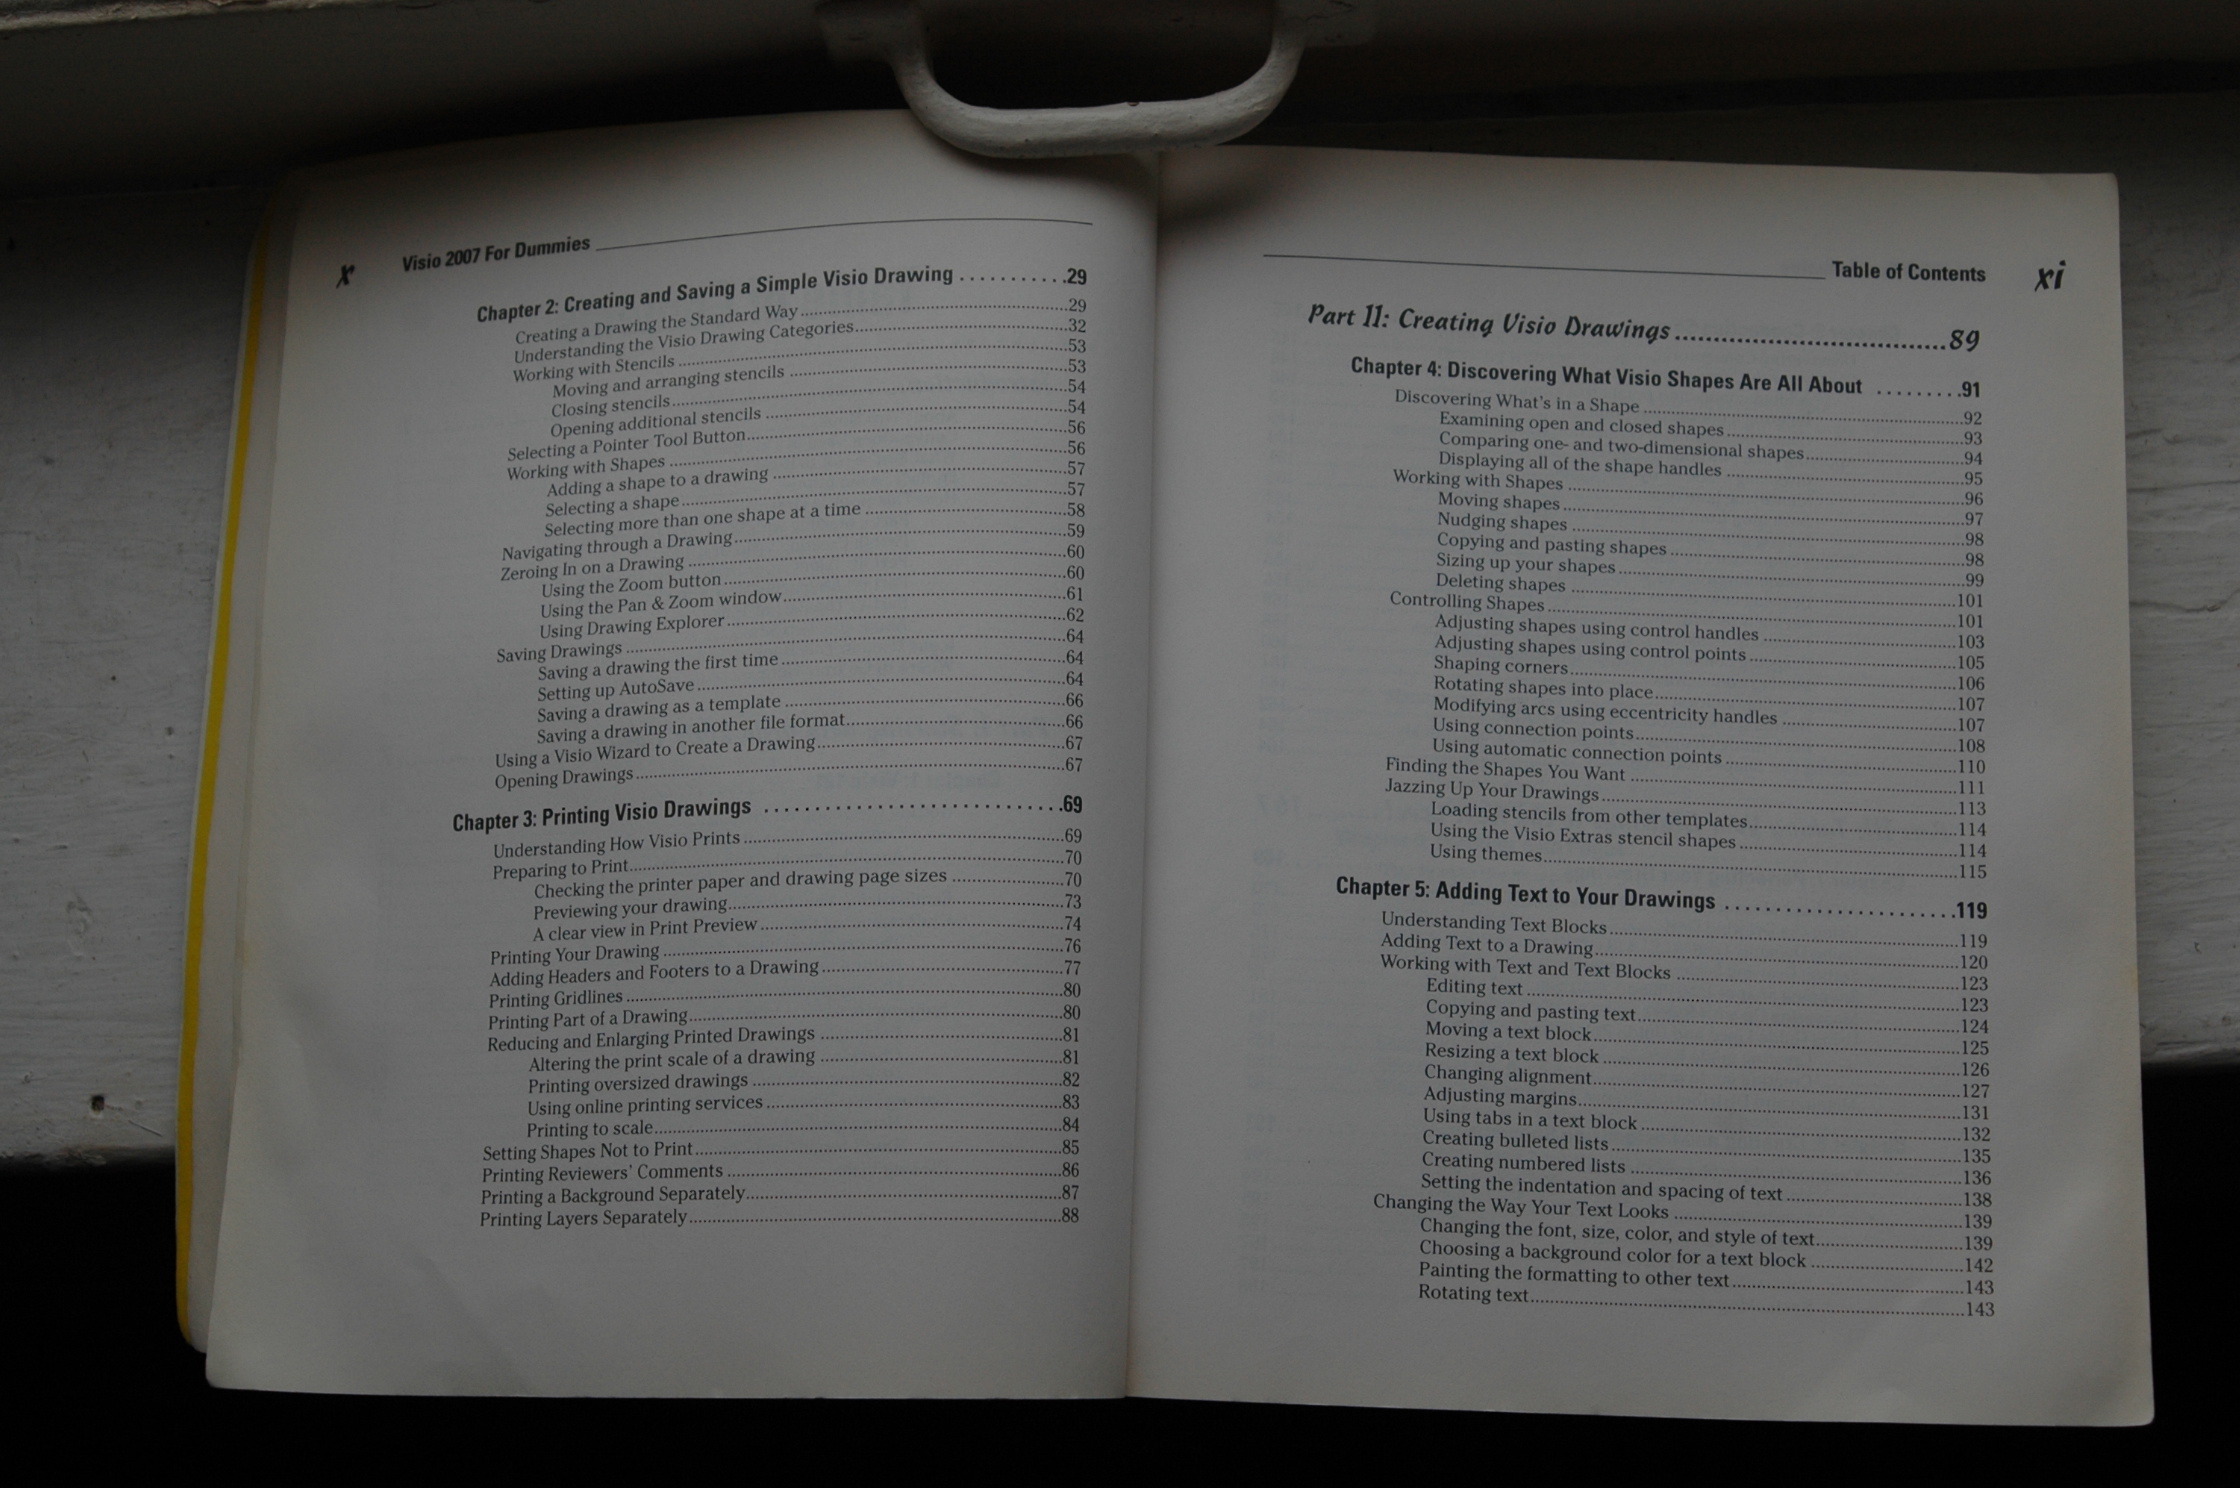 x Visio 2007 For Dummies
Chapter 2: Creating and Saving a Simple Visio Drawing ...........29
Creating a Drawing the Standard Way ...........29
Understanding the Visio Drawing Categories...........32
Working with Stencils ...........53
Moving and arranging stencils ...........53
Closing stencils...........54
Opening additional stencils ...........54
Selecting a Pointer Tool Button...........56
Working with Shapes ...........56
Adding a shape to a drawing ...........57
Selecting a shape...........57
Selecting more than one shape at a time ...........58
Navigating through a Drawing...........59
Zeroing In on a Drawing ...........60
Using the Zoom button...........60
Using the Pan & Zoom window...........61
Using Drawing Explorer...........62
Saving Drawings ...........64
Saving a drawing the first time...........64
Setting up AutoSave...........64
Saving a drawing as a template ...........66
Saving a drawing in another file format...........66
Using a Visio Wizard to Create a Drawing...........67
Opening Drawings...........67
Chapter 3: Printing Visio Drawings ...........69
Understanding How Visio Prints ...........69
Preparing to Print...........70
Checking the printer paper and drawing page sizes ...........70
Previewing your drawing...........73
A clear view in Print Preview ...........74
Printing Your Drawing ...........76
Adding Headers and Footers to a Drawing...........77
Printing Gridlines ...........80
Printing Part of a Drawing...........80
Reducing and Enlarging Printed Drawings ...........81
Altering the print scale of a drawing ...........81
Printing oversized drawings ...........82
Using online printing services ...........83
Printing to scale...........84
Setting Shapes Not to Print...........85
Printing Reviewers' Comments ...........86
Printing a Background Separately...........87
Printing Layers Separately...........88
Table of Contents xi
Part II: Creating Visio Drawings...........89
Chapter 4: Discovering What Visio Shapes Are All About ...........91
Discovering What's in a Shape ...........92
Examining open and closed shapes ...........93
Comparing one- and two-dimensional shapes...........94
Displaying all of the shape handles ...........95
Working with Shapes ...........96
Moving shapes...........97
Nudging shapes ...........98
Copying and pasting shapes ...........98
Sizing up your shapes ...........99
Deleting shapes ...........101
Controlling Shapes...........101
Adjusting shapes using control handles ...........103
Adjusting shapes using control points ...........105
Shaping corners...........106
Rotating shapes into place...........107
Modifying arcs using eccentricity handles ...........107
Using connection points...........108
Using automatic connection points ...........110
Finding the Shapes You Want ...........111
Jazzing Up Your Drawings...........113
Loading stencils from other templates...........114
Using the Visio Extras stencil shapes ...........114
Using themes...........115
Chapter 5: Adding Text to Your Drawings ...........119
Understanding Text Blocks...........119
Adding Text to a Drawing...........120
Working with Text and Text Blocks ...........123
Editing text ...........123
Copying and pasting text...........124
Moving a text block...........125
Resizing a text block ...........126
Changing alignment...........127
Adjusting margins...........131
Using tabs in a text block ...........132
Creating bulleted lists...........135
Creating numbered lists ...........136
Setting the indentation and spacing of text ...........138
Changing the Way Your Text Looks ...........139
Changing the font, size, color, and style of text...........139
Choosing a background color for a text block ...........142
Painting the formatting to other text...........143
Rotating text...........143